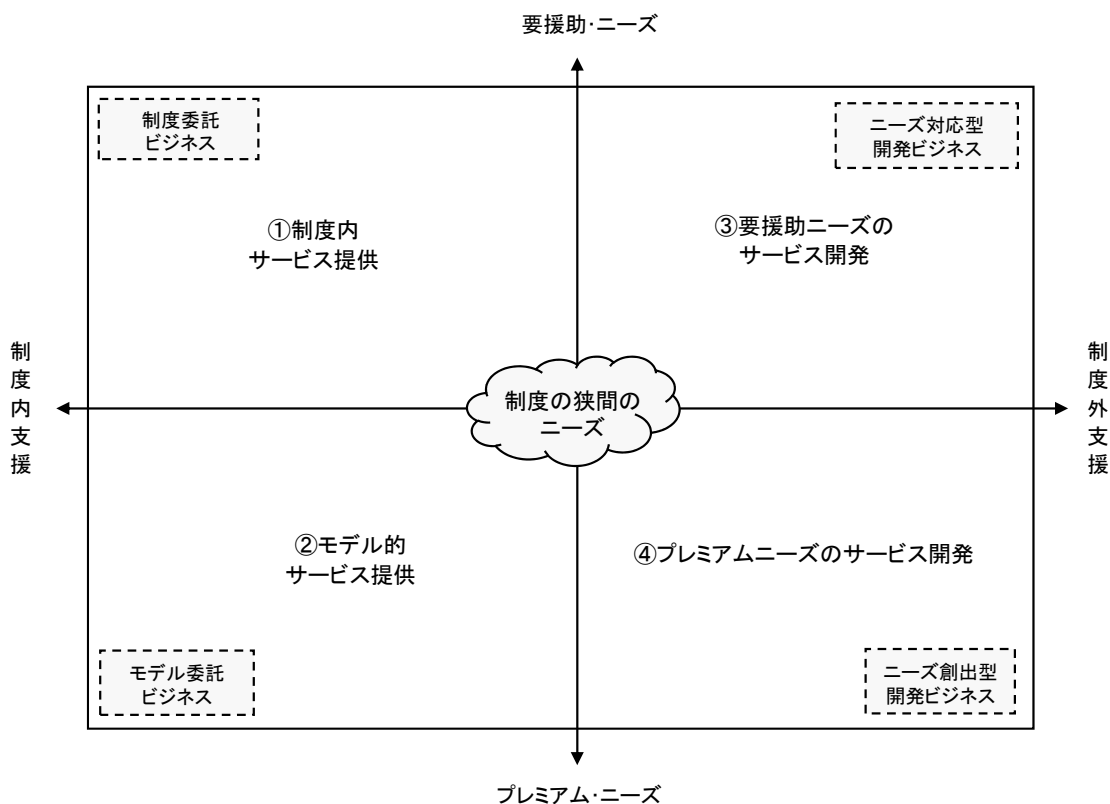 要援助・ニーズ
制度委託
ビジネス
ニーズ対応型
開発ビジネス
①制度内
サービス提供
③要援助ニーズの
サービス開発
制度内支援
制度の狭間の
ニーズ
制度外支援
②モデル的
サービス提供
④プレミアムニーズのサービス開発
モデル委託
ビジネス
ニーズ創出型
開発ビジネス
プレミアム・ニーズ